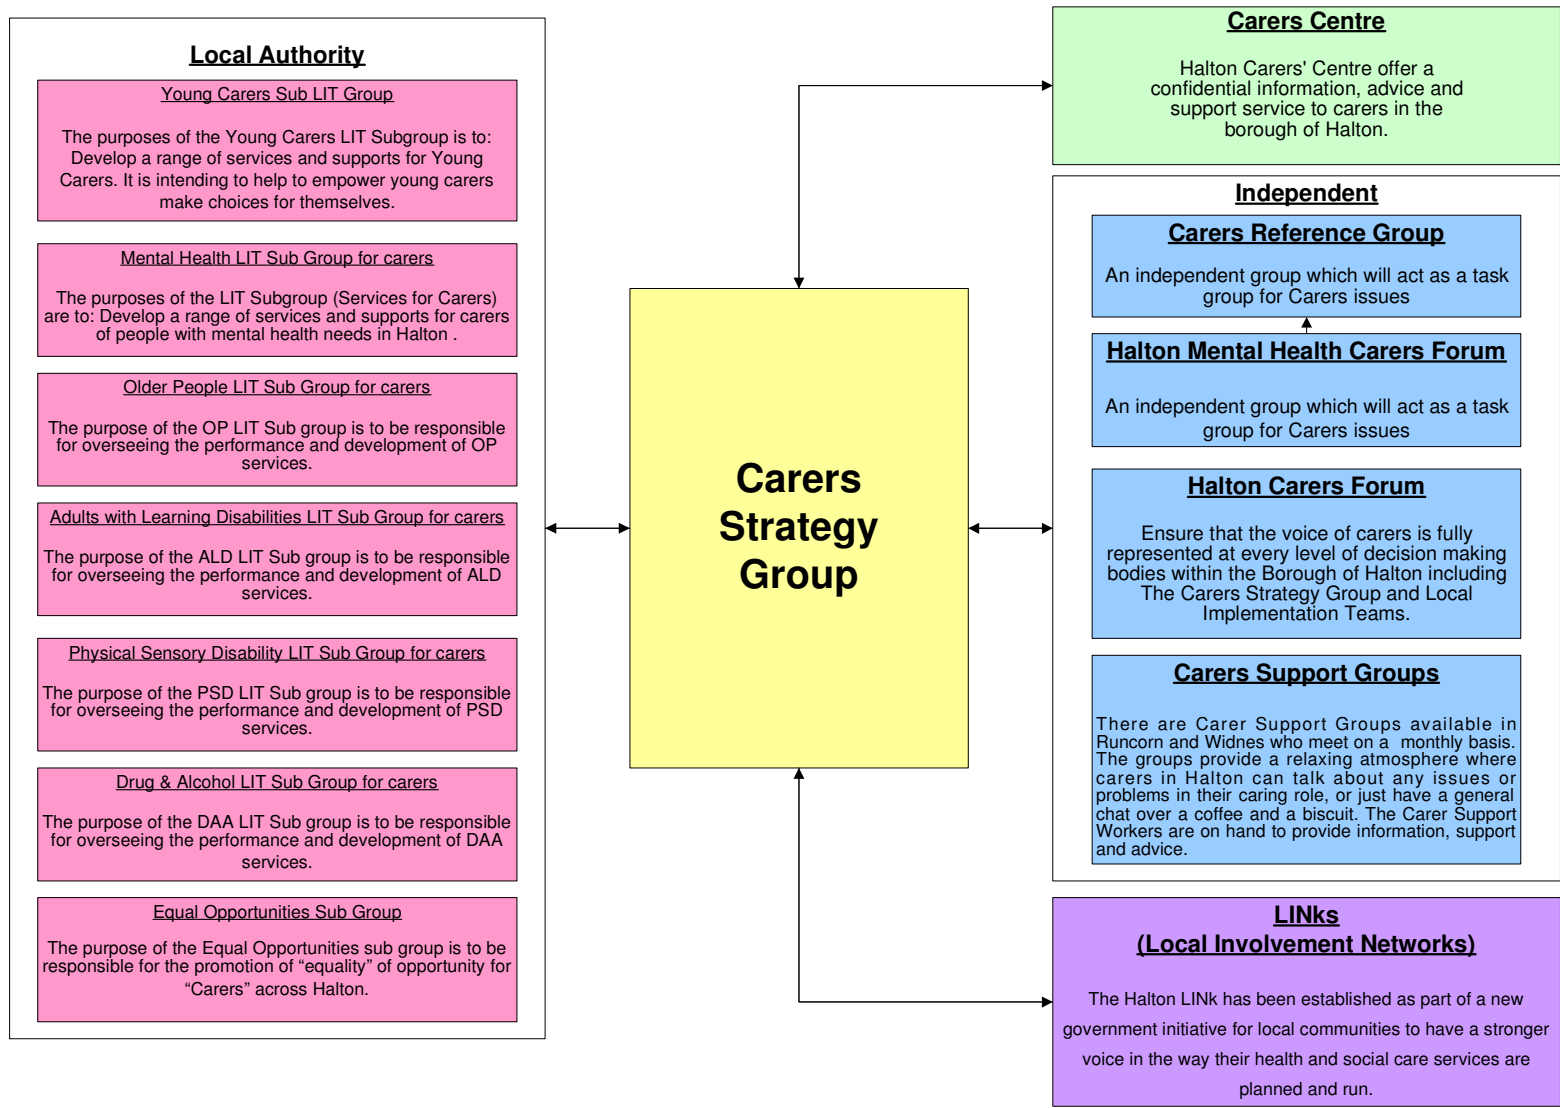 Local Authority
Young Carers Sub LIT Group
The purposes of the Young Carers LIT Subgroup is to:
Develop a range of services and supports for Young
Carers. It is intending to help to empower young carers
make choices for themselves.
Mental Health LIT Sub Group for carers
The purposes of the LIT Subgroup (Services for Carers)
are to: Develop a range of services and supports for carers
of people with mental health needs in Halton .
Older People LIT Sub Group for carers
The purpose of the OP LIT Sub group is to be responsible
for overseeing the performance and development of OP
services.
Adults with Learning Disabilities LIT Sub Group for carers
The purpose of the ALD LIT Sub group is to be responsible
for overseeing the performance and development of ALD
services.
Physical Sensory Disability LIT Sub Group for carers
The purpose of the PSD LIT Sub group is to be responsible
for overseeing the performance and development of PSD
services.
Drug & Alcohol LIT Sub Group for carers
The purpose of the DAA LIT Sub group is to be responsible
for overseeing the performance and development of DAA
services.
Equal Opportunities Sub Group
The purpose of the Equal Opportunities sub group is to be
responsible for the promotion of “equality” of opportunity for
“Carers” across Halton.
Carers
Strategy
Group
Carers Centre
Halton Carers' Centre offer a
confidential information, advice and
support service to carers in the
borough of Halton.
Independent
Carers Reference Group
An independent group which will act as a task
group for Carers issues
Halton Mental Health Carers Forum
An independent group which will act as a task
group for Carers issues
Halton Carers Forum
Ensure that the voice of carers is fully
represented at every level of decision making
bodies within the Borough of Halton including
The Carers Strategy Group and Local
Implementation Teams.
Carers Support Groups
There are Carer Support Groups available in
Runcorn and Widnes who meet on a monthly basis.
The groups provide a relaxing atmosphere where
carers in Halton can talk about any issues or
problems in their caring role, or just have a general
chat over a coffee and a biscuit. The Carer Support
Workers are on hand to provide information, support
and advice.
LINks
(Local Involvement Networks)
The Halton LINk has been established as part of a new
government initiative for local communities to have a stronger
voice in the way their health and social care services are
planned and run.